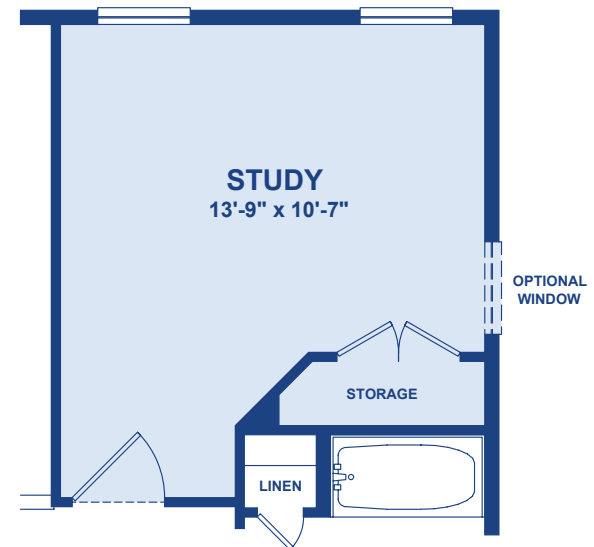 STUDY
13'-9" x 10'-7"
OPTIONAL
WINDOW
STORAGE
LINEN